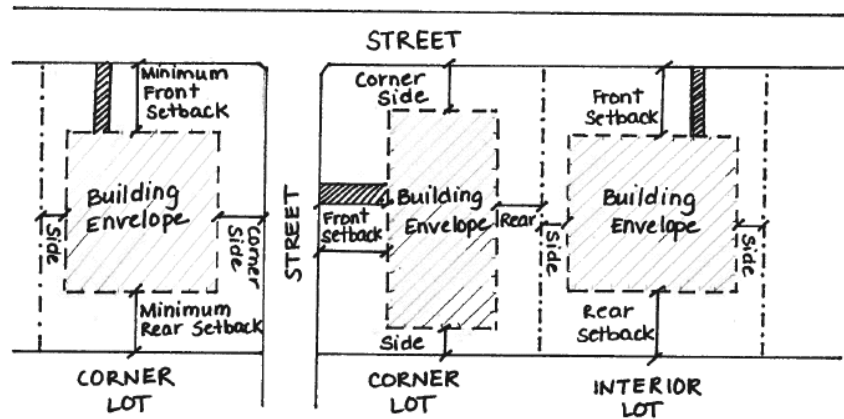 STREET
Minimum
Front
Setback
Building
Envelope
Side
Corner
Side
Minimum
Rear Setback
CORNER
LOT
STREET
Corner
Side
Building
Envelope
Front
Setback
Rear
Side
CORNER
LOT
Front
Setback
Building
Envelope
Side
Side
Rear
Setback
INTERIOR
LOT